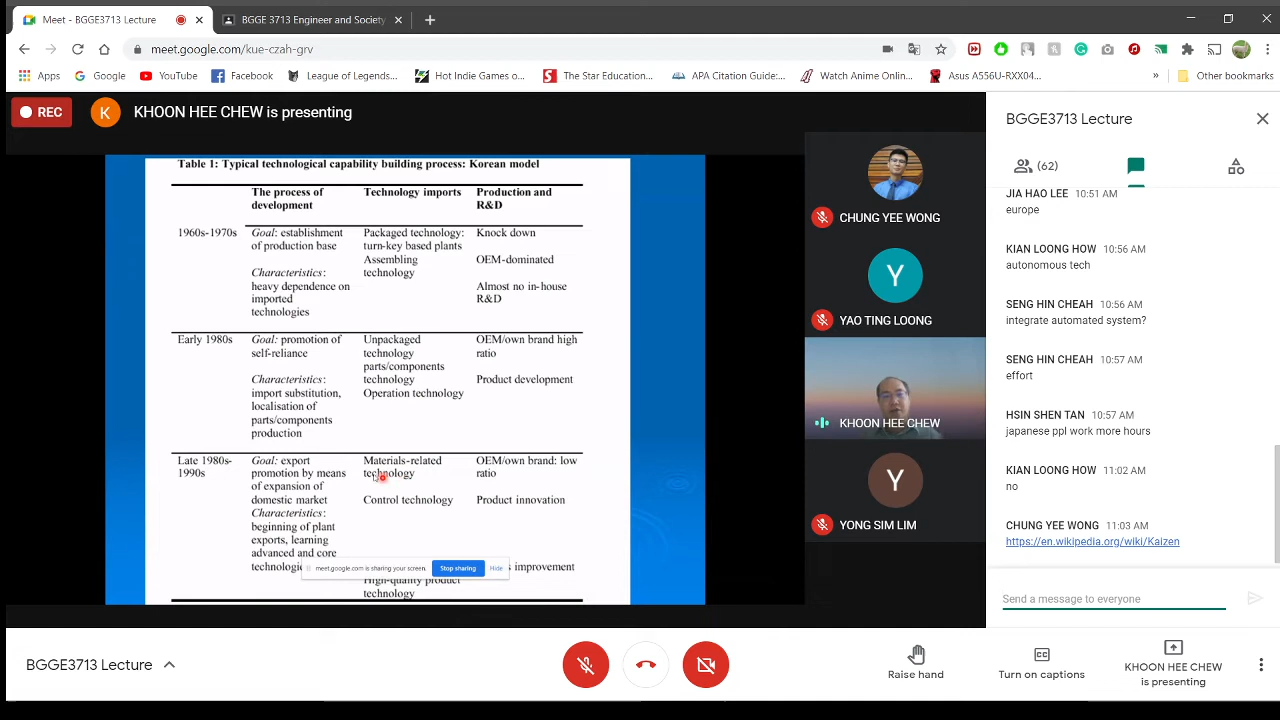 Meet - BGGE3713 Lecture
BGGE 3713 Engineer and Society
meet.google.com/kue-czah-grv
Apps
Google
YouTube
Facebook
League of Legends...
Hot Indie Games o...
The Star Education...
APA Citation Guide:...
Watch Anime Onlin...
Asus A556U-RXX04...
»
Other bookmarks
REC
K
KHOON HEE CHEW is presenting
Table 1: Typical technological capability building process: Korean model
The process of development
Technology imports
Production and R&D
1960s-1970s
Goal: establishment
of production base
Characteristics:
heavy dependence on
imported
technologies
Packaged technology:
turn-key based plants
Assembling
technology
Knock down
OEM-dominated
Almost no in-house
R&D
Early 1980s
Goal: promotion of
self-reliance
Characteristics:
import substitution,
localisation of
parts/components
production
Unpackaged
technology
parts/components
technology
Operation technology
OEM/own brand high
ratio
Product development
Late 1980s-
1990s
Goal: export
promotion by means
of expansion of
domestic market
Characteristics:
beginning of plant
exports, learning
advanced and core
Materials-related
technology
Control technology
High-quality product
technology
OEM/own brand: low
ratio
Product innovation
improvement
meet.google.com is sharing your screen.
Stop sharing
Hide
CHUNG YEE WONG
Y
YAO TING LOONG
KHOON HEE CHEW
Y
YONG SIM LIM
BGGE3713 Lecture
(62)
JIA HAO LEE 10:51 AM
europe
KIAN LOONG HOW 10:56 AM
autonomous tech
SENG HIN CHEAH 10:56 AM
integrate automated system?
SENG HIN CHEAH 10:57 AM
effort
HSIN SHEN TAN 10:57 AM
japanese ppl work more hours
KIAN LOONG HOW 11:02 AM
no
CHUNG YEE WONG 11:03 AM
https://en.wikipedia.org/wiki/Kaizen
Send a message to everyone
BGGE3713 Lecture
Raise hand
CC
Turn on captions
KHOON HEE CHEW
is presenting